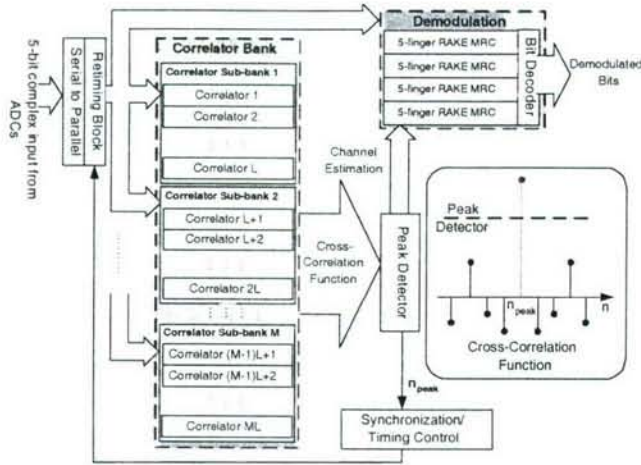 5-bit complex input from
ADCs
Serial to Parallel
Retiming Block
Correlator Bank
Correlator Sub-bank 1
Correlator 1
Correlator 2
Correlator L
Correlator Sub-bank 2
Correlator L+1
Correlator L+2
Correlator 2L
Correlator Sub-bank M
Correlator (M-1)L+1
Correlator (M-1)L+2
Correlator ML
Demodulation
5-finger RAKE MRC
5-finger RAKE MRC
5-finger RAKE MRC
5-finger RAKE MRC
Bit Decoder
Demodulated
Bits
Channel
Estimation
Cross-
Correlation
Function
Peak Detector
n_peak
Synchronization/
Timing Control
Peak
Detector
n_peak
n
Cross-Correlation
Function